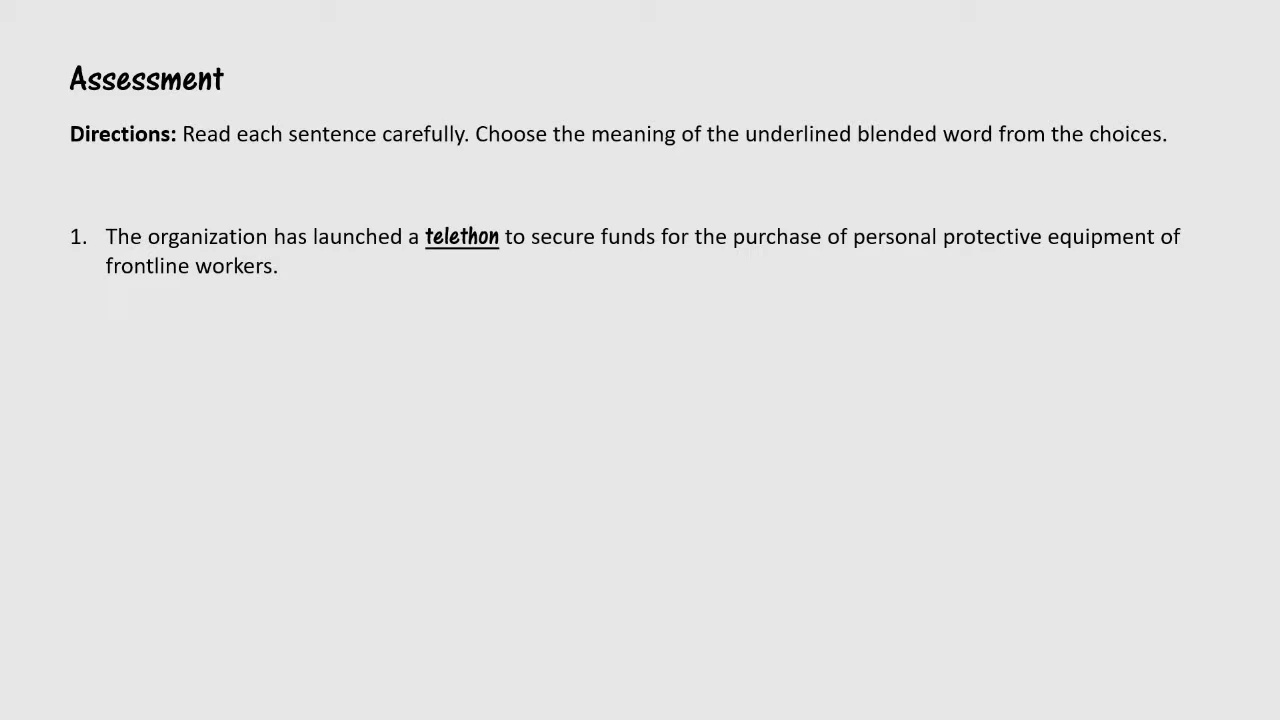 Assessment
Directions: Read each sentence carefully. Choose the meaning of the underlined blended word from the choices.
1. The organization has launched a telethon to secure funds for the purchase of personal protective equipment of
frontline workers.